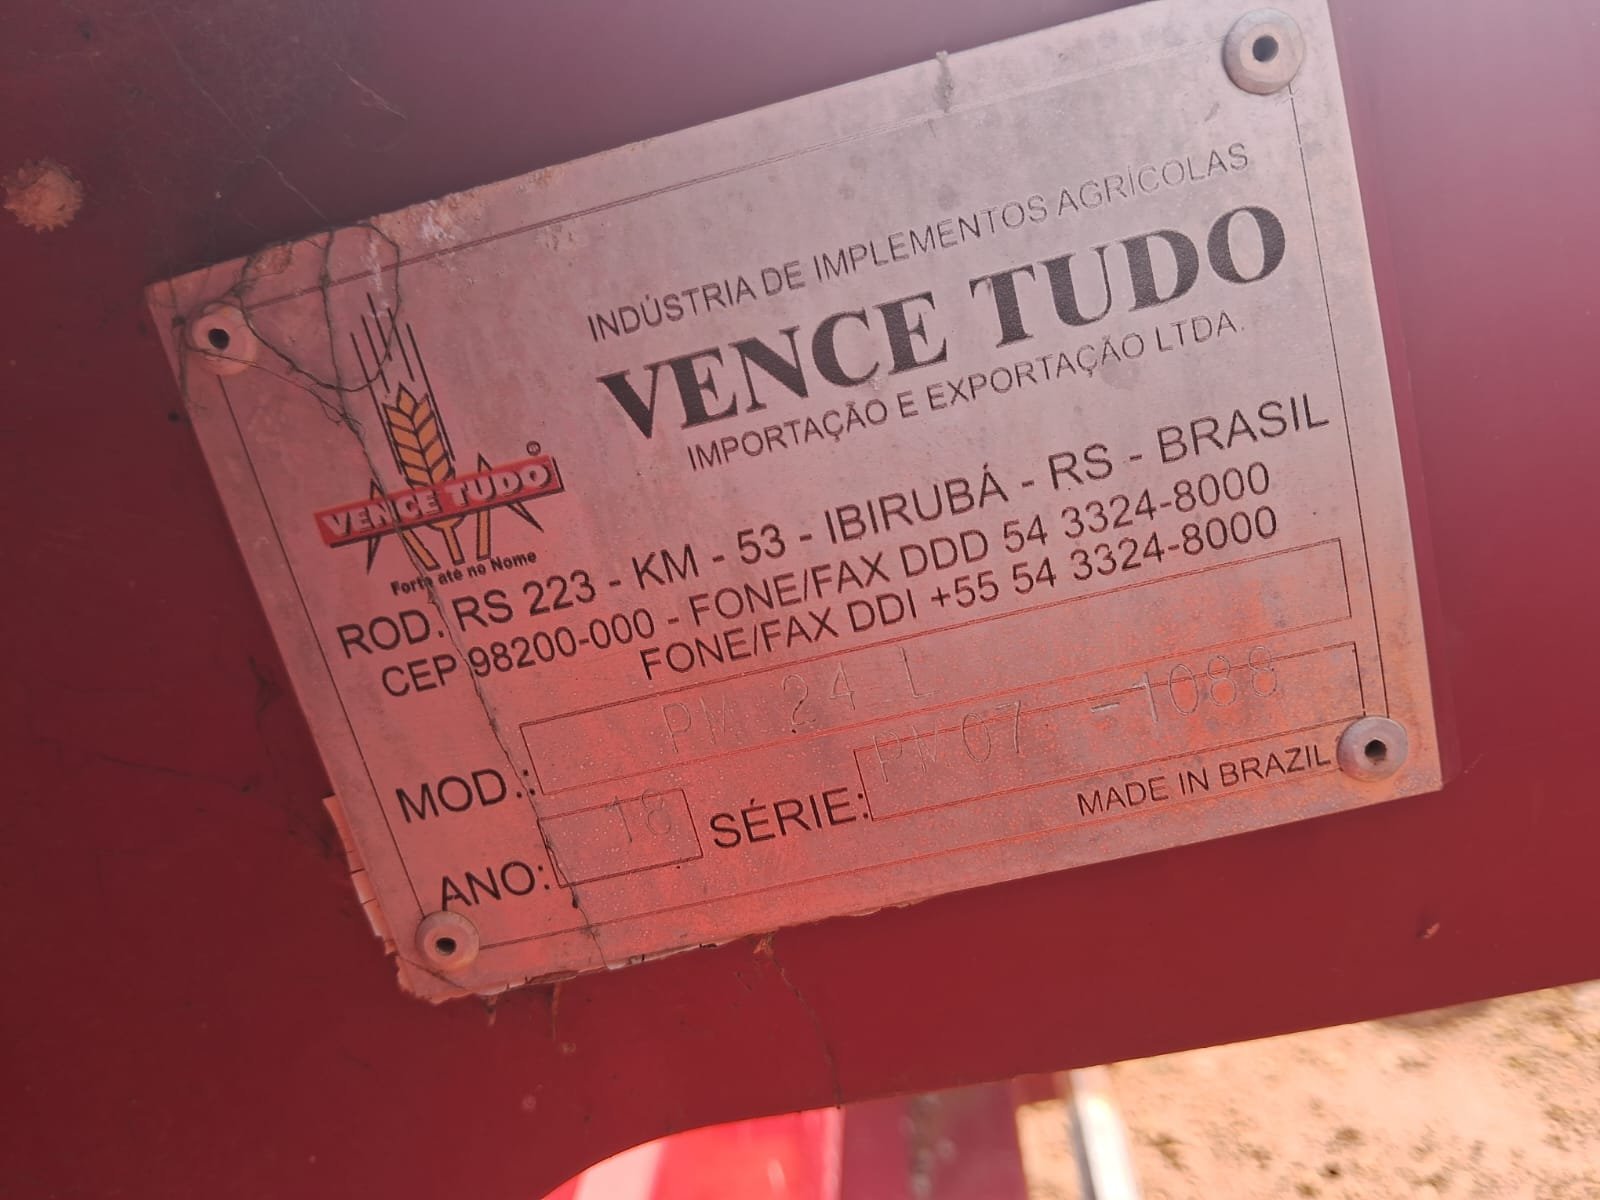 INDÚSTRIA DE IMPLEMENTOS AGRÍCOLAS
VENCE TUDO
IMPORTAÇÃO E EXPORTAÇÃO LTDA.
VENCE TUDO ®
Forte até no Nome
ROD. RS 223 - KM - 53 - IBIRUBÁ - RS - BRASIL
CEP 98200-000 - FONE/FAX DDD 54 3324-8000
FONE/FAX DDI +55 54 3324-8000
MOD.: PM 24 L
ANO: 18 SÉRIE: PM07 -1088
MADE IN BRAZIL